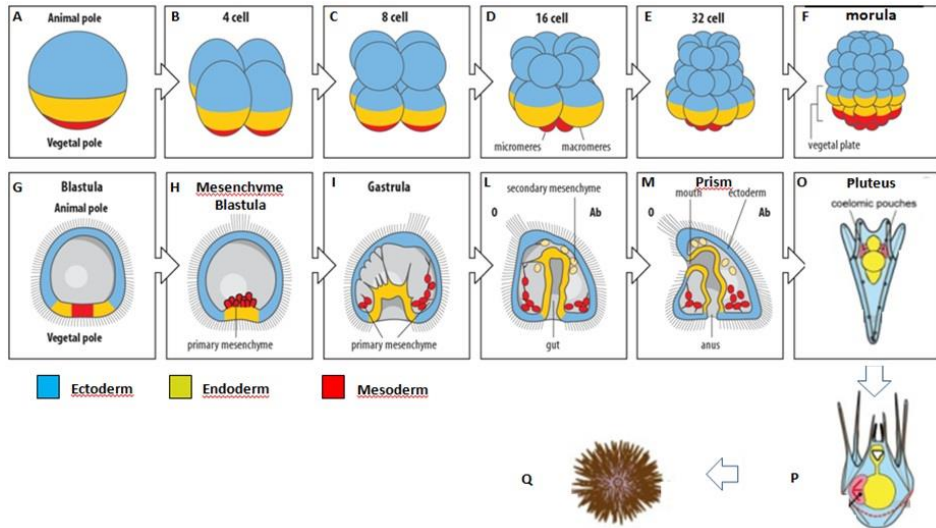 A
Animal pole
Vegetal pole
B
4 cell
C
8 cell
D
16 cell
micromeres
macromeres
E
32 cell
F
morula
vegetal plate
G
Blastula
Animal pole
Vegetal pole
H
Mesenchyme
Blastula
primary mesenchyme
I
Gastrula
primary mesenchyme
L
secondary mesenchyme
O
Ab
gut
M
Prism
mouth
ectoderm
O
Ab
anus
O
Pluteus
coelomic pouches
Ectoderm
Endoderm
Mesoderm
Q
P